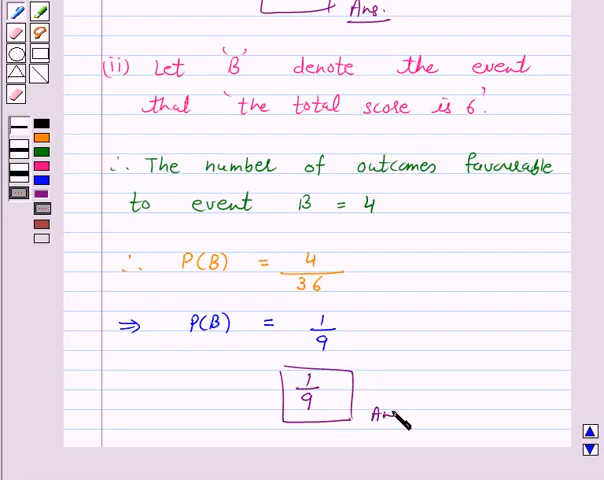 Ans.
(ii) Let 'B' denote the event
that 'the total score is 6'.
∴ The number of outcomes favourable
to event B = 4
∴ P(B) = 4/36
⇒ P(B) = 1/9
1/9 An